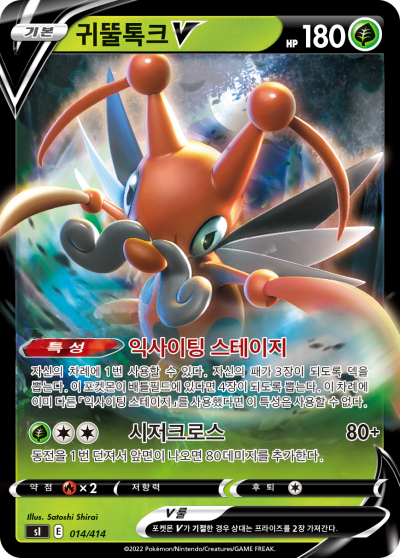 기본 귀뚤톡크 V HP 180
특성 익사이팅 스테이지
자신의 차례에 1번 사용할 수 있다. 자신의 패가 3장이 되도록 덱을
뽑는다. 이 포켓몬이 배틀필드에 있다면 4장이 되도록 뽑는다. 이 차례에
이미 다른 「익사이팅 스테이지」를 사용했다면 이 특성은 사용할 수 없다.
시저크로스 80+
동전을 1번 던져서 앞면이 나오면 80데미지를 추가한다.
약점 ×2 저항력 후퇴
Illus. Satoshi Shirai
sI E 014/414
V 룰
포켓몬 V가 기절한 경우 상대는 프라이즈를 2장 가져간다.
©2022 Pokémon/Nintendo/Creatures/GAME FREAK.